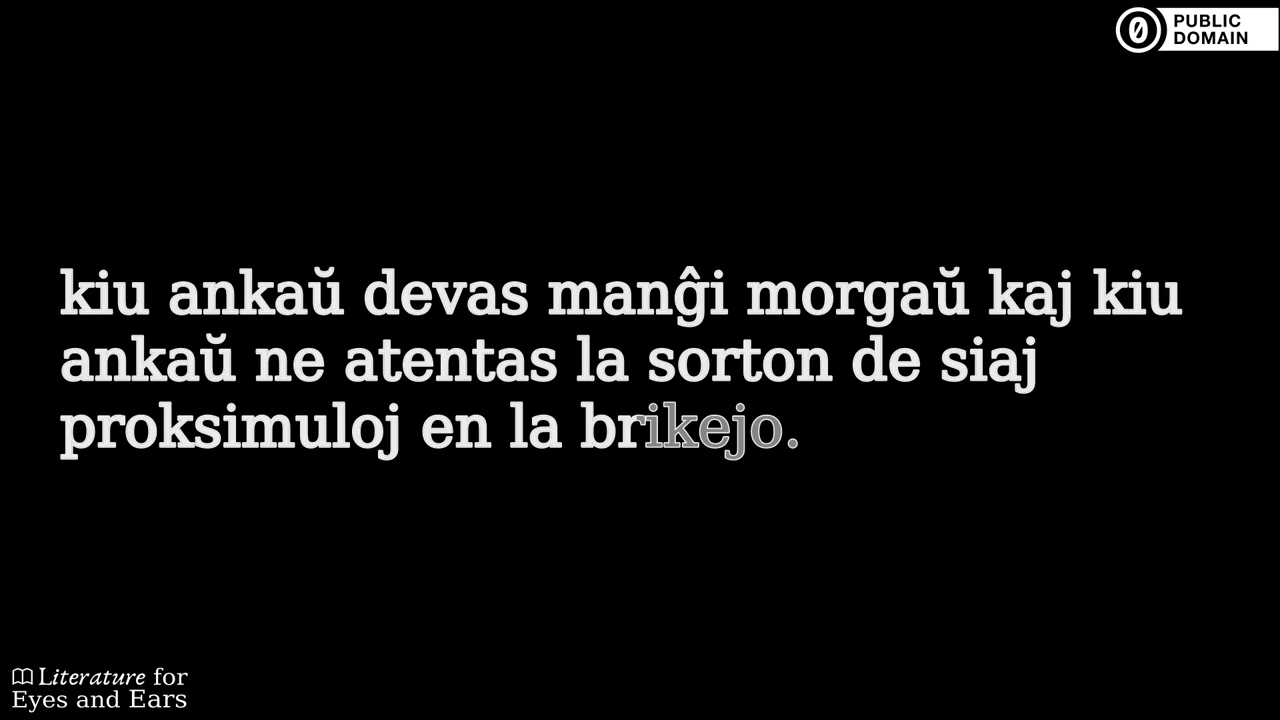 PUBLIC
DOMAIN
kiu ankaŭ devas manĝi morgaŭ kaj kiu
ankaŭ ne atentas la sorton de siaj
proksimuloj en la brikejo.
Literature for
Eyes and Ears